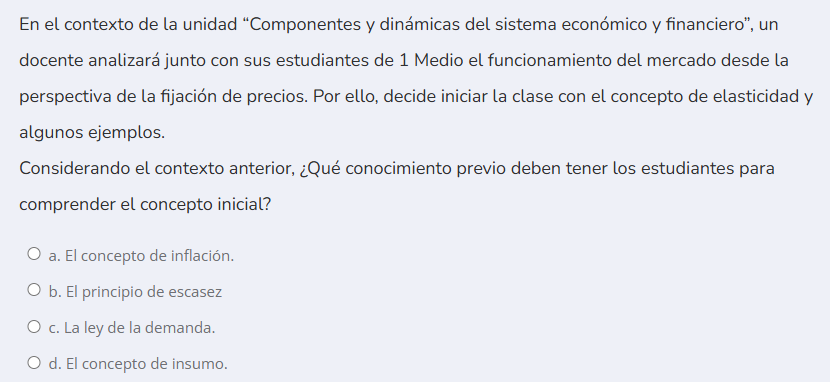 En el contexto de la unidad “Componentes y dinámicas del sistema económico y financiero”, un
docente analizará junto con sus estudiantes de 1 Medio el funcionamiento del mercado desde la
perspectiva de la fijación de precios. Por ello, decide iniciar la clase con el concepto de elasticidad y
algunos ejemplos.
Considerando el contexto anterior, ¿Qué conocimiento previo deben tener los estudiantes para
comprender el concepto inicial?
a. El concepto de inflación.
b. El principio de escasez
c. La ley de la demanda.
d. El concepto de insumo.